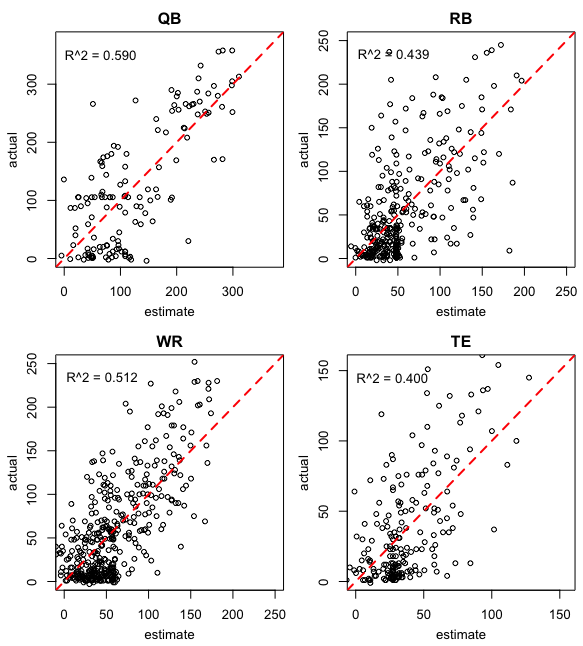 QB
R^2 = 0.590
actual
0 100 200 300
0 100 200 300
estimate
RB
R^2 = 0.439
actual
0 50 100 150 200 250
0 50 100 150 200 250
estimate
WR
R^2 = 0.512
actual
0 50 100 150 200 250
0 50 100 150 200 250
estimate
TE
R^2 = 0.400
actual
0 50 100 150
0 50 100 150
estimate